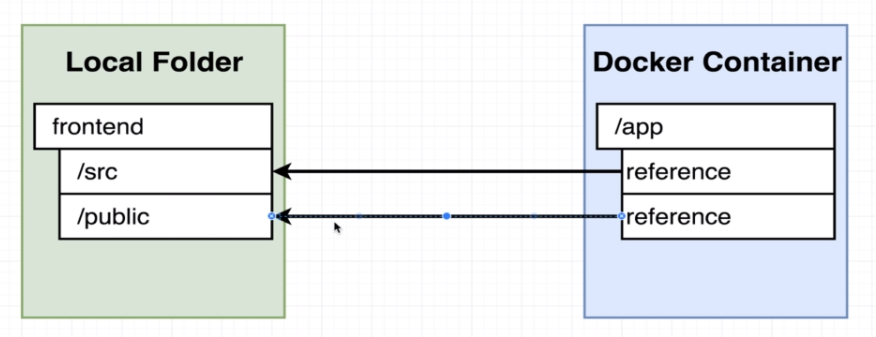 Local Folder
frontend
/src
/public
Docker Container
/app
reference
reference